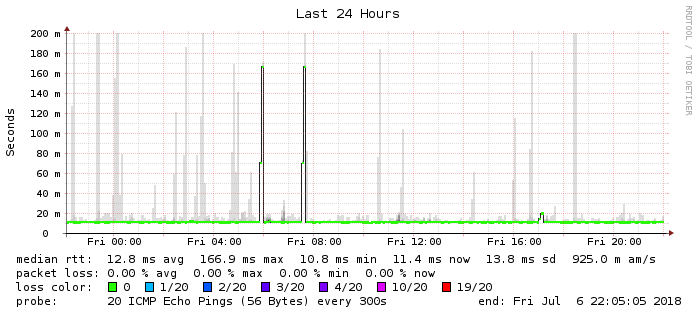 Last 24 Hours
RRDTOOL / TOBI OETIKER
Seconds
200 m
180 m
160 m
140 m
120 m
100 m
80 m
60 m
40 m
20 m
0
Fri 00:00 Fri 04:00 Fri 08:00 Fri 12:00 Fri 16:00 Fri 20:00
median rtt: 12.8 ms avg 166.9 ms max 10.8 ms min 11.4 ms now 13.8 ms sd 925.0 m am/s
packet loss: 0.00 % avg 0.00 % max 0.00 % min 0.00 % now
loss color: 0 1/20 2/20 3/20 4/20 10/20 19/20
probe: 20 ICMP Echo Pings (56 Bytes) every 300s end: Fri Jul 6 22:05:05 2018